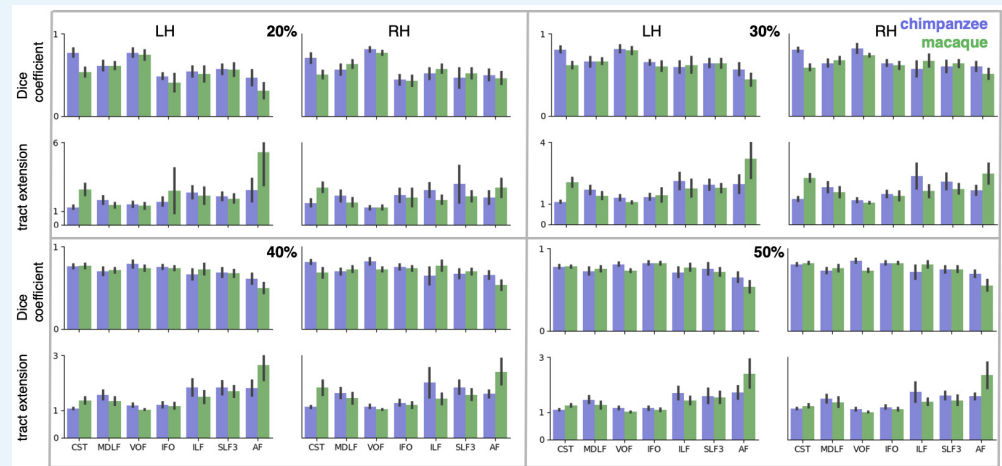 LH 20% RH
LH 30% RH
chimpanzee
macaque
Dice
coefficient
1
0
1
0
tract extension
6
1
0
4
1
0
40%
50%
Dice
coefficient
1
0
1
0
tract extension
3
1
0
3
1
0
CST MDLF VOF IFO ILF SLF3 AF
CST MDLF VOF IFO ILF SLF3 AF
CST MDLF VOF IFO ILF SLF3 AF
CST MDLF VOF IFO ILF SLF3 AF